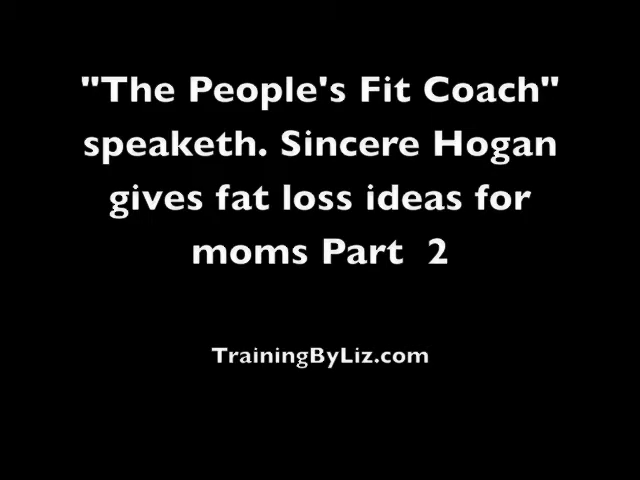 "The People's Fit Coach"
speaketh. Sincere Hogan
gives fat loss ideas for
moms Part  2
TrainingByLiz.com